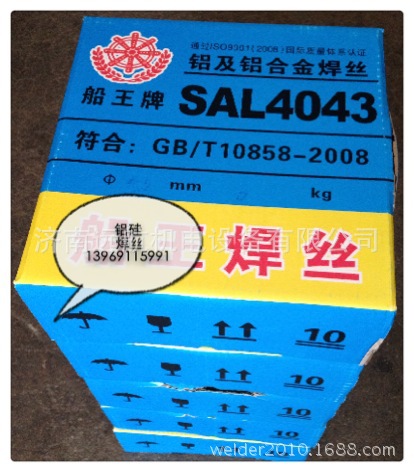 通过ISO9001(2008)国际质量体系认证
铝及铝合金焊丝
船王牌 SAL4043
符合：GB/T10858-2008
Φ mm kg
船王焊丝
铝硅
焊丝
13969115991
10
10
10
10
10
welder2010.1688.com